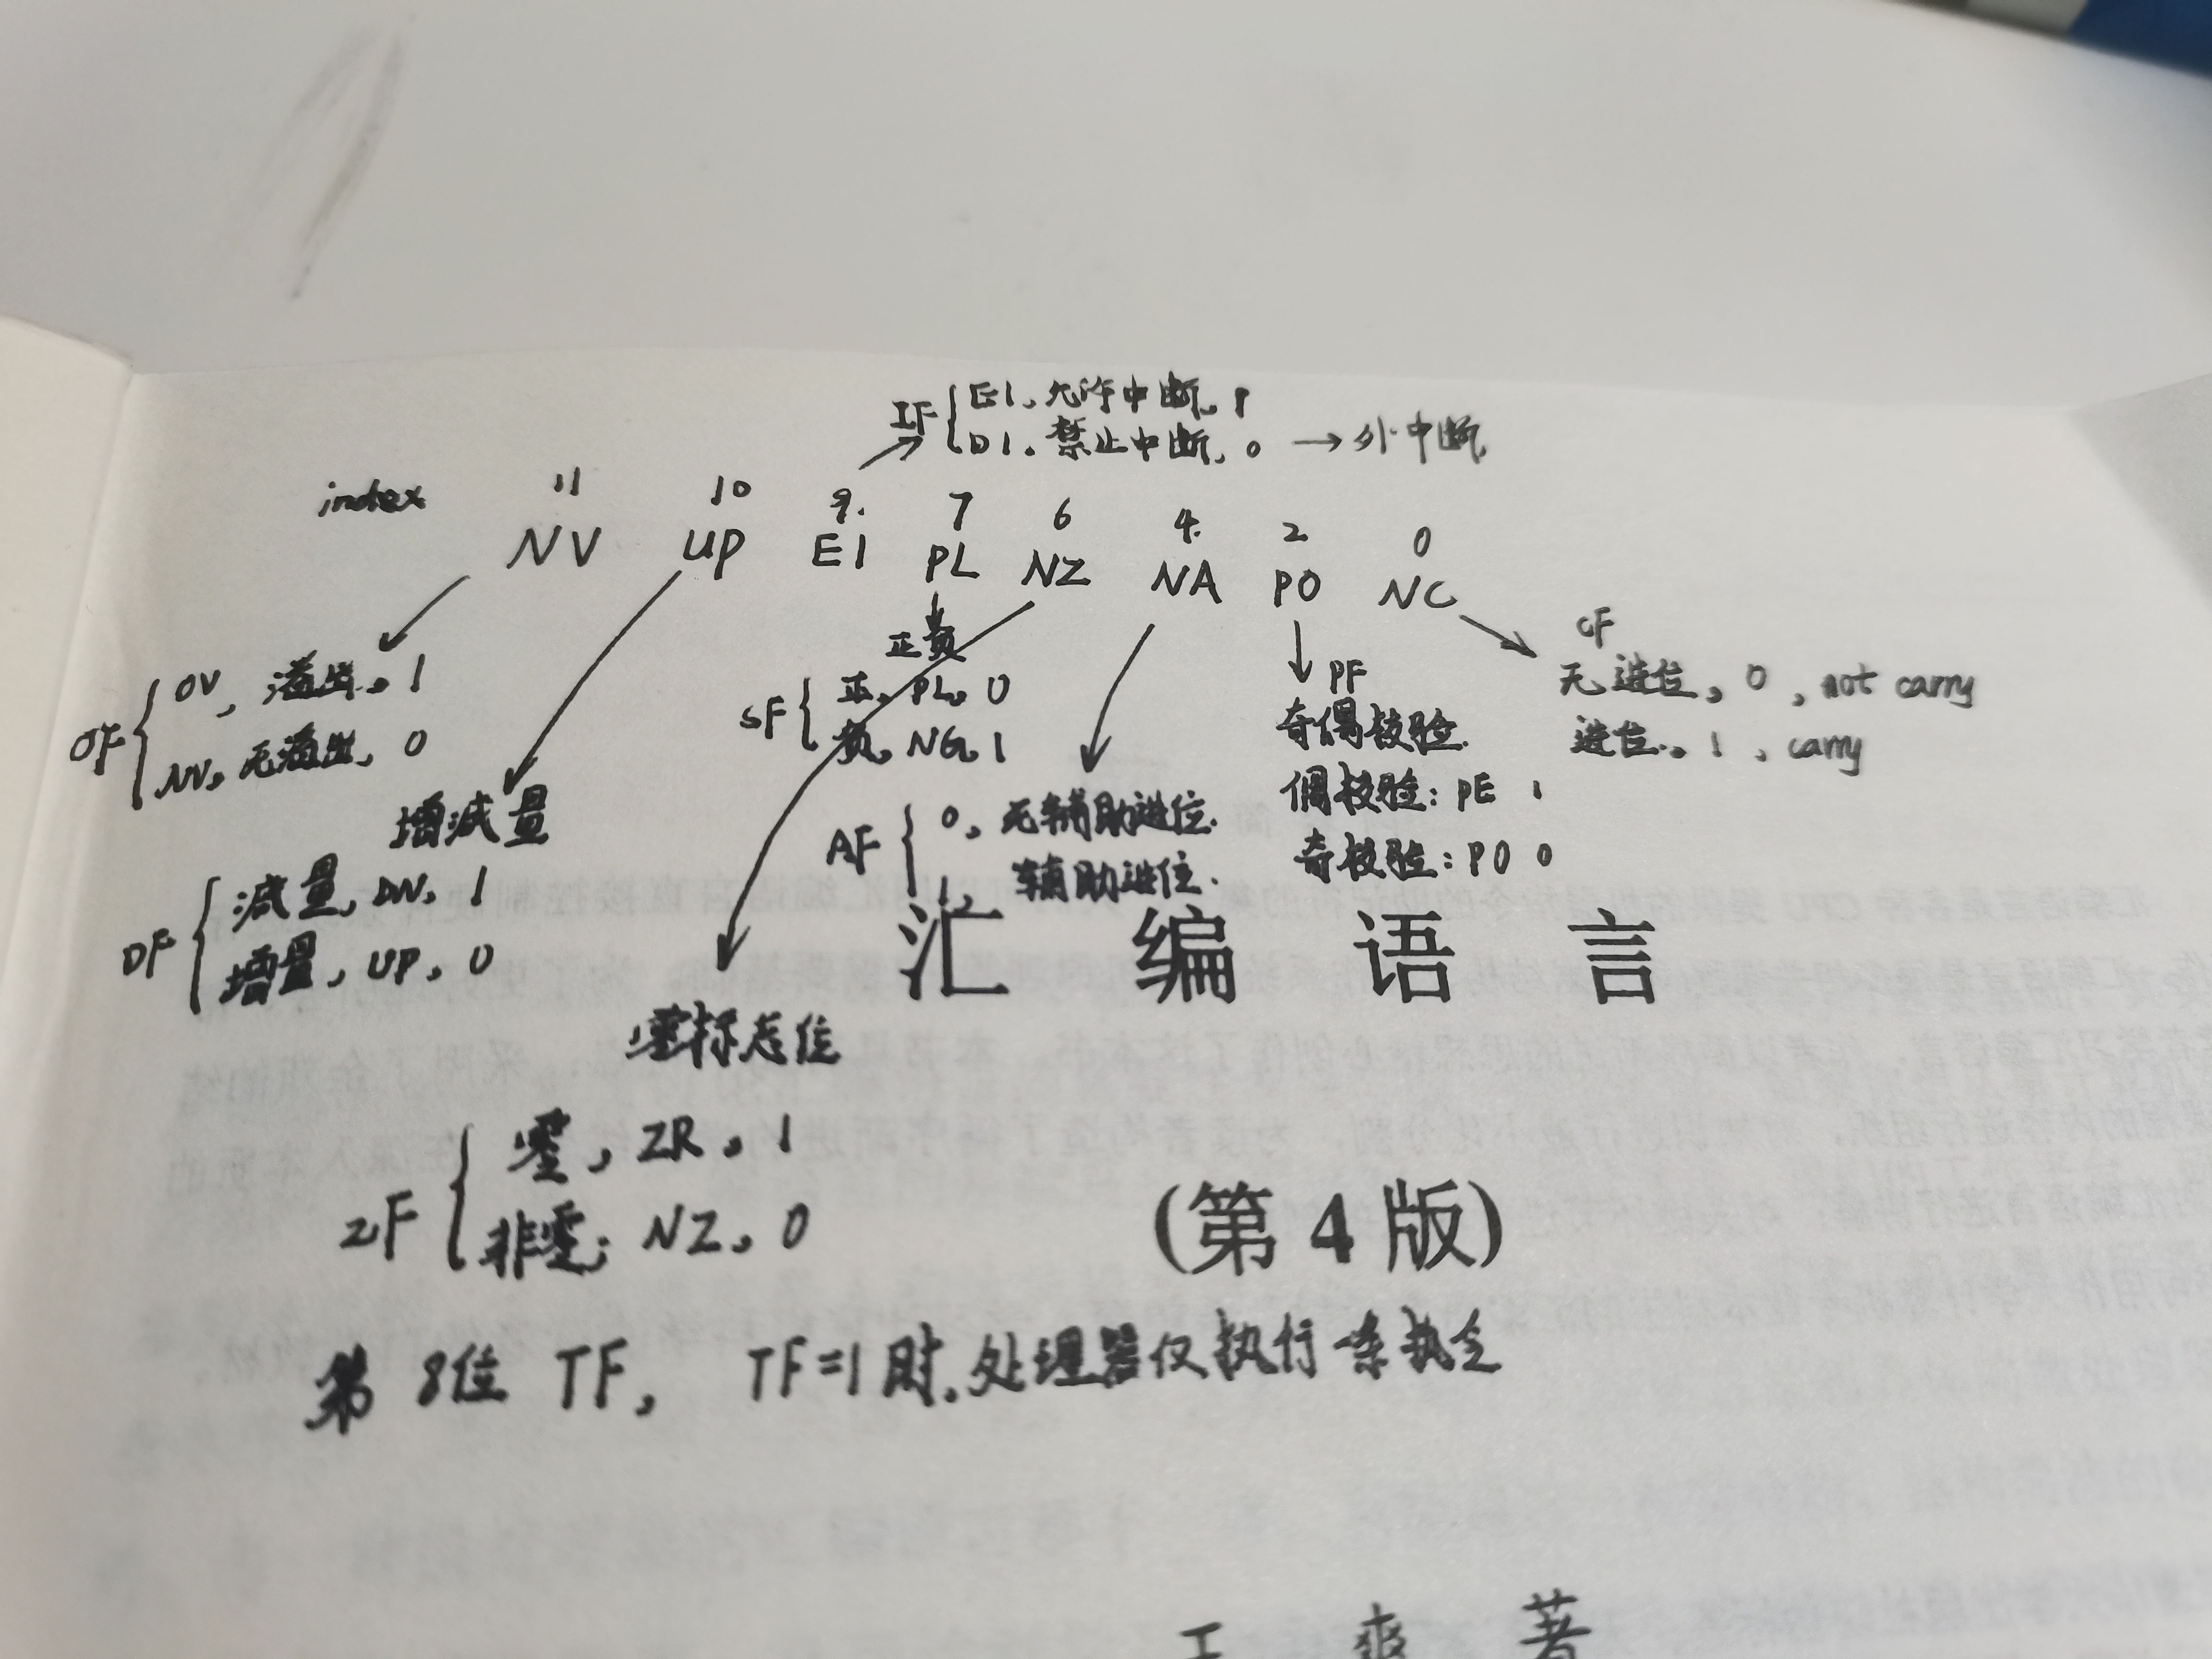 IF { EI, 允许中断, 1
DI. 禁止中断, 0 → 外中断
index 11 10 9. 7 6 4. 2 0
NV UP EI PL NZ NA PO NC
正负
OF { OV, 溢出, 1
NV, 无溢出, 0
SF { 正, PL, 0
负, NG, 1
PF
奇偶校验.
偶校验: PE 1
奇校验: PO 0
CF
无进位, 0, not carry
进位, 1, carry
增减量
DF { 减量, DN, 1
增量, UP, 0
AF { 0, 无辅助进位.
1, 辅助进位.
汇编语言
零标志位
ZF { 零, ZR, 1
非零, NZ, 0
(第4版)
第 8位 TF, TF=1时, 处理器仅执行一条执令
王 爽 著